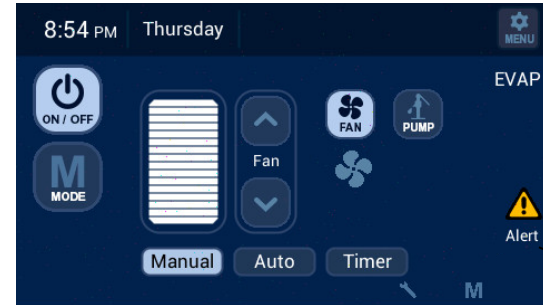 8:54 PM Thursday
MENU
ON / OFF
EVAP
FAN
PUMP
Fan
M
MODE
Alert
Manual Auto Timer
M